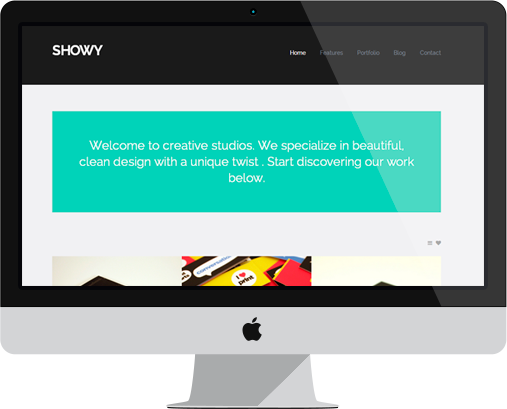 SHOWY
Home Features Portfolio Blog Contact
Welcome to creative studios. We specialize in beautiful,
clean design with a unique twist . Start discovering our work
below.
I ♥
print